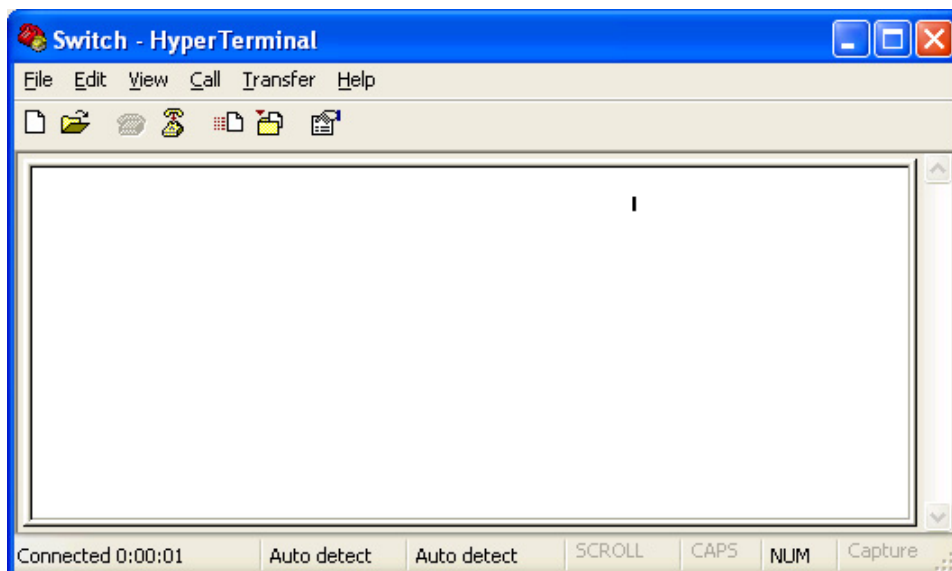 Switch - HyperTerminal
File Edit View Call Transfer Help
Connected 0:00:01 Auto detect Auto detect SCROLL CAPS NUM Capture